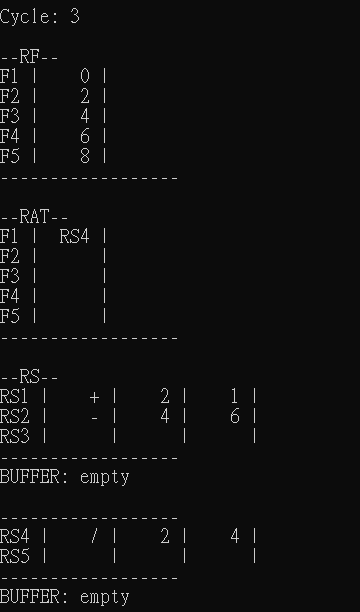 Cycle: 3
--RF--
F1 |     0 |
F2 |     2 |
F3 |     4 |
F4 |     6 |
F5 |     8 |
-----------------
--RAT--
F1 |   RS4 |
F2 |       |
F3 |       |
F4 |       |
F5 |       |
-----------------
--RS--
RS1 |     + |     2 |     1 |
RS2 |     - |     4 |     6 |
RS3 |       |       |       |
-----------------
BUFFER: empty
-----------------
RS4 |     / |     2 |     4 |
RS5 |       |       |       |
-----------------
BUFFER: empty